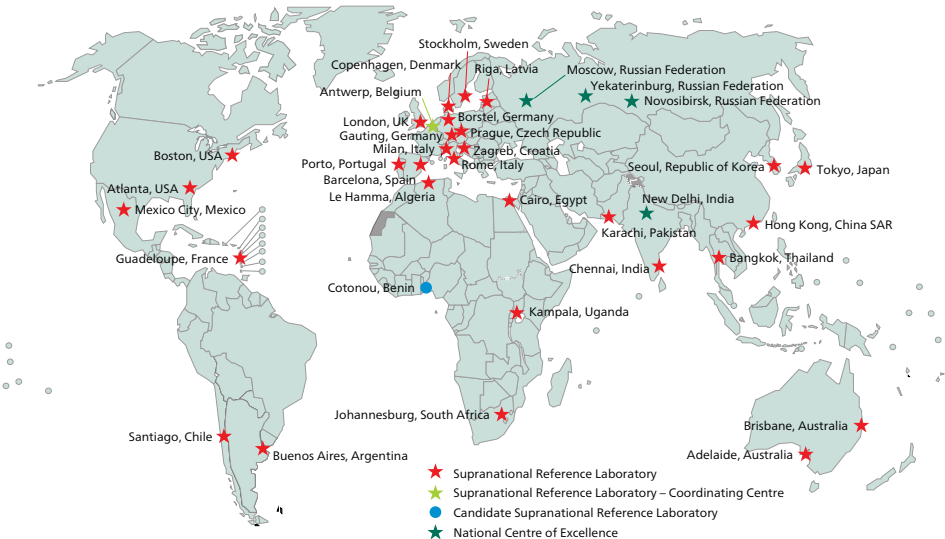 Stockholm, Sweden
Copenhagen, Denmark
Riga, Latvia
Moscow, Russian Federation
Yekaterinburg, Russian Federation
Antwerp, Belgium
Novosibirsk, Russian Federation
London, UK
Borstel, Germany
Gauting, Germany
Prague, Czech Republic
Milan, Italy
Zagreb, Croatia
Boston, USA
Porto, Portugal
Rome, Italy
Seoul, Republic of Korea
Tokyo, Japan
Barcelona, Spain
Atlanta, USA
Le Hamma, Algeria
Cairo, Egypt
New Delhi, India
Mexico City, Mexico
Hong Kong, China SAR
Karachi, Pakistan
Guadeloupe, France
Bangkok, Thailand
Chennai, India
Cotonou, Benin
Kampala, Uganda
Johannesburg, South Africa
Brisbane, Australia
Santiago, Chile
Buenos Aires, Argentina
Adelaide, Australia
Supranational Reference Laboratory
Supranational Reference Laboratory – Coordinating Centre
Candidate Supranational Reference Laboratory
National Centre of Excellence